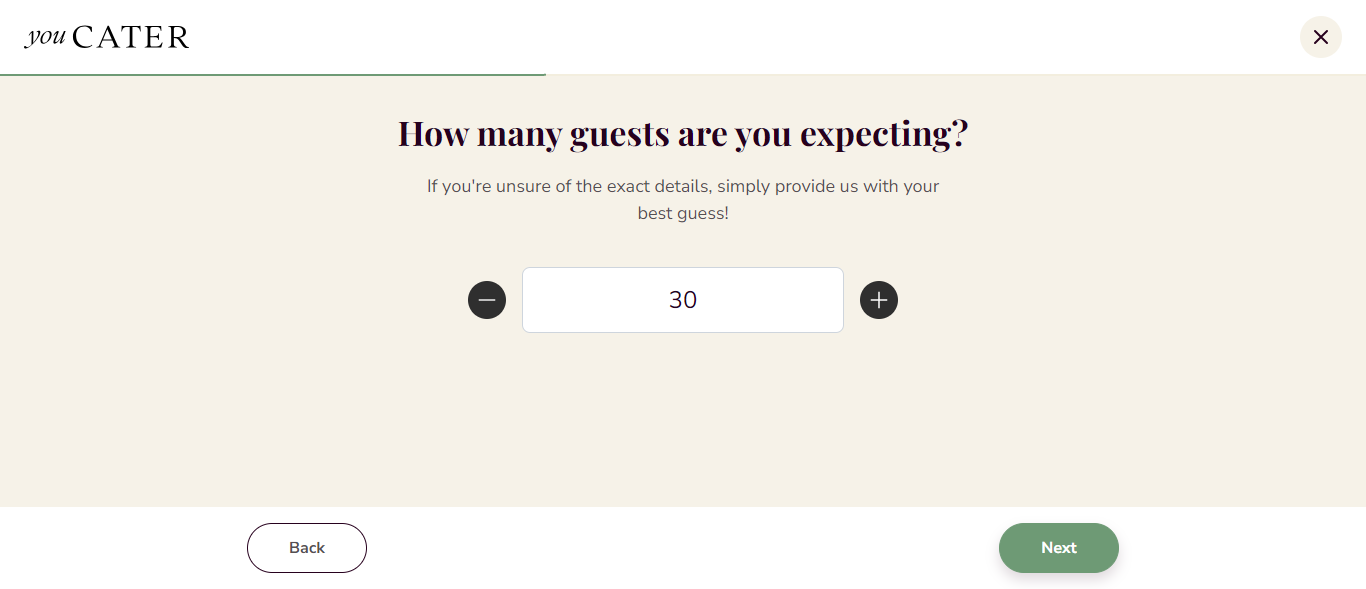 you CATER
How many guests are you expecting?
If you're unsure of the exact details, simply provide us with your
best guess!
30
Back
Next